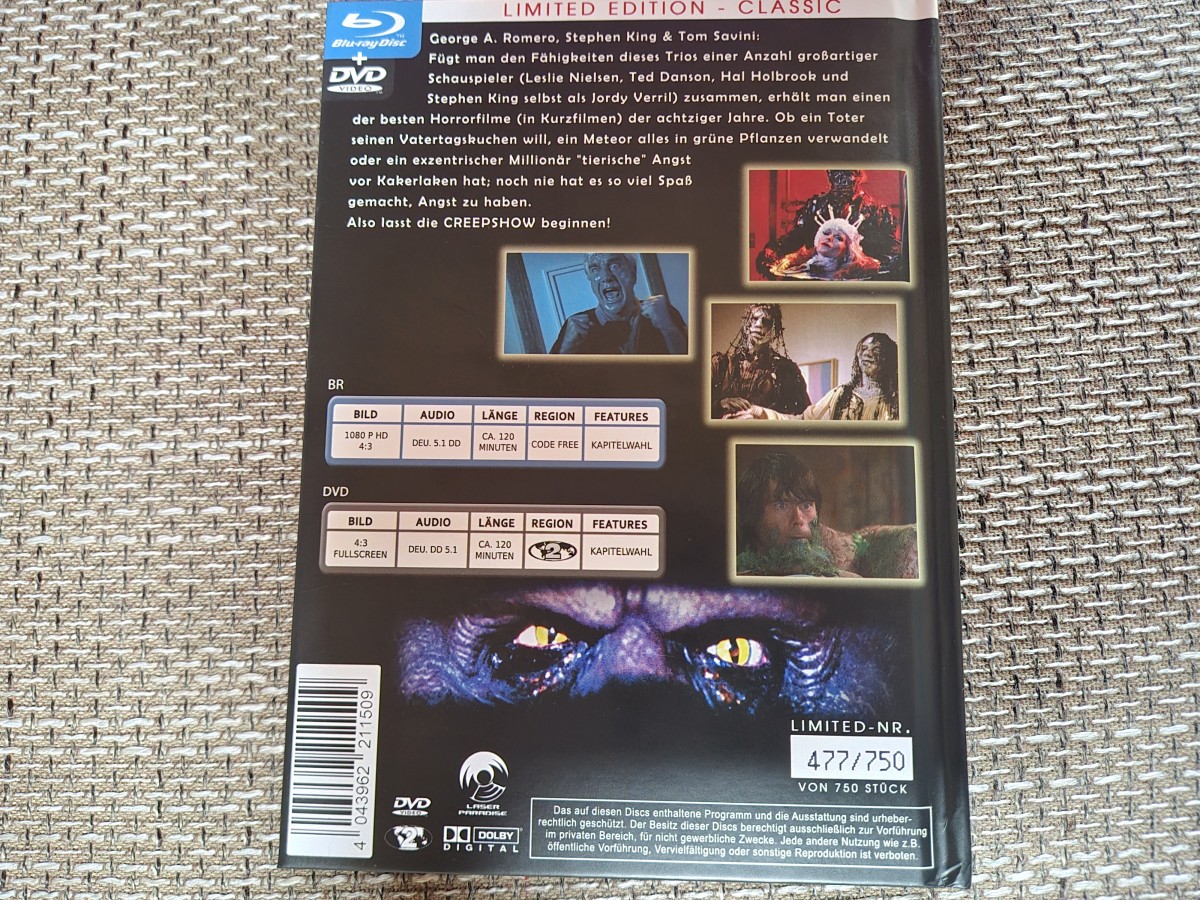 LIMITED EDITION - CLASSIC
Blu-ray Disc
TM
+
DVD
VIDEO
George A. Romero, Stephen King & Tom Savini:
Fügt man den Fähigkeiten dieses Trios einer Anzahl großartiger
Schauspieler (Leslie Nielsen, Ted Danson, Hal Holbrook und
Stephen King selbst als Jordy Verril) zusammen, erhält man einen
der besten Horrorfilme (in Kurzfilmen) der achtziger Jahre. Ob ein Toter
seinen Vatertagskuchen will, ein Meteor alles in grüne Pflanzen verwandelt
oder ein exzentrischer Millionär "tierische" Angst
vor Kakerlaken hat; noch nie hat es so viel Spaß
gemacht, Angst zu haben.
Also lasst die CREEPSHOW beginnen!
BR
BILD AUDIO LÄNGE REGION FEATURES
1080 P HD
4:3
DEU. 5.1 DD
CA. 120
MINUTEN
CODE FREE
KAPITELWAHL
DVD
BILD AUDIO LÄNGE REGION FEATURES
4:3
FULLSCREEN
DEU. DD 5.1
CA. 120
MINUTEN
2
KAPITELWAHL
LIMITED-NR.
477/750
VON 750 STÜCK
4 043962 211509
DVD
VIDEO
2
LASER
PARADISE
DOLBY
DIGITAL
Das auf diesen Discs enthaltene Programm und die Ausstattung sind urheber-
rechtlich geschützt. Der Besitz dieser Discs berechtigt ausschließlich zur Vorführung
im privaten Bereich, für nicht gewerbliche Zwecke. Jede andere Nutzung wie z.B.
öffentliche Vorführung, Vervielfältigung oder sonstige Reproduktion ist verboten.